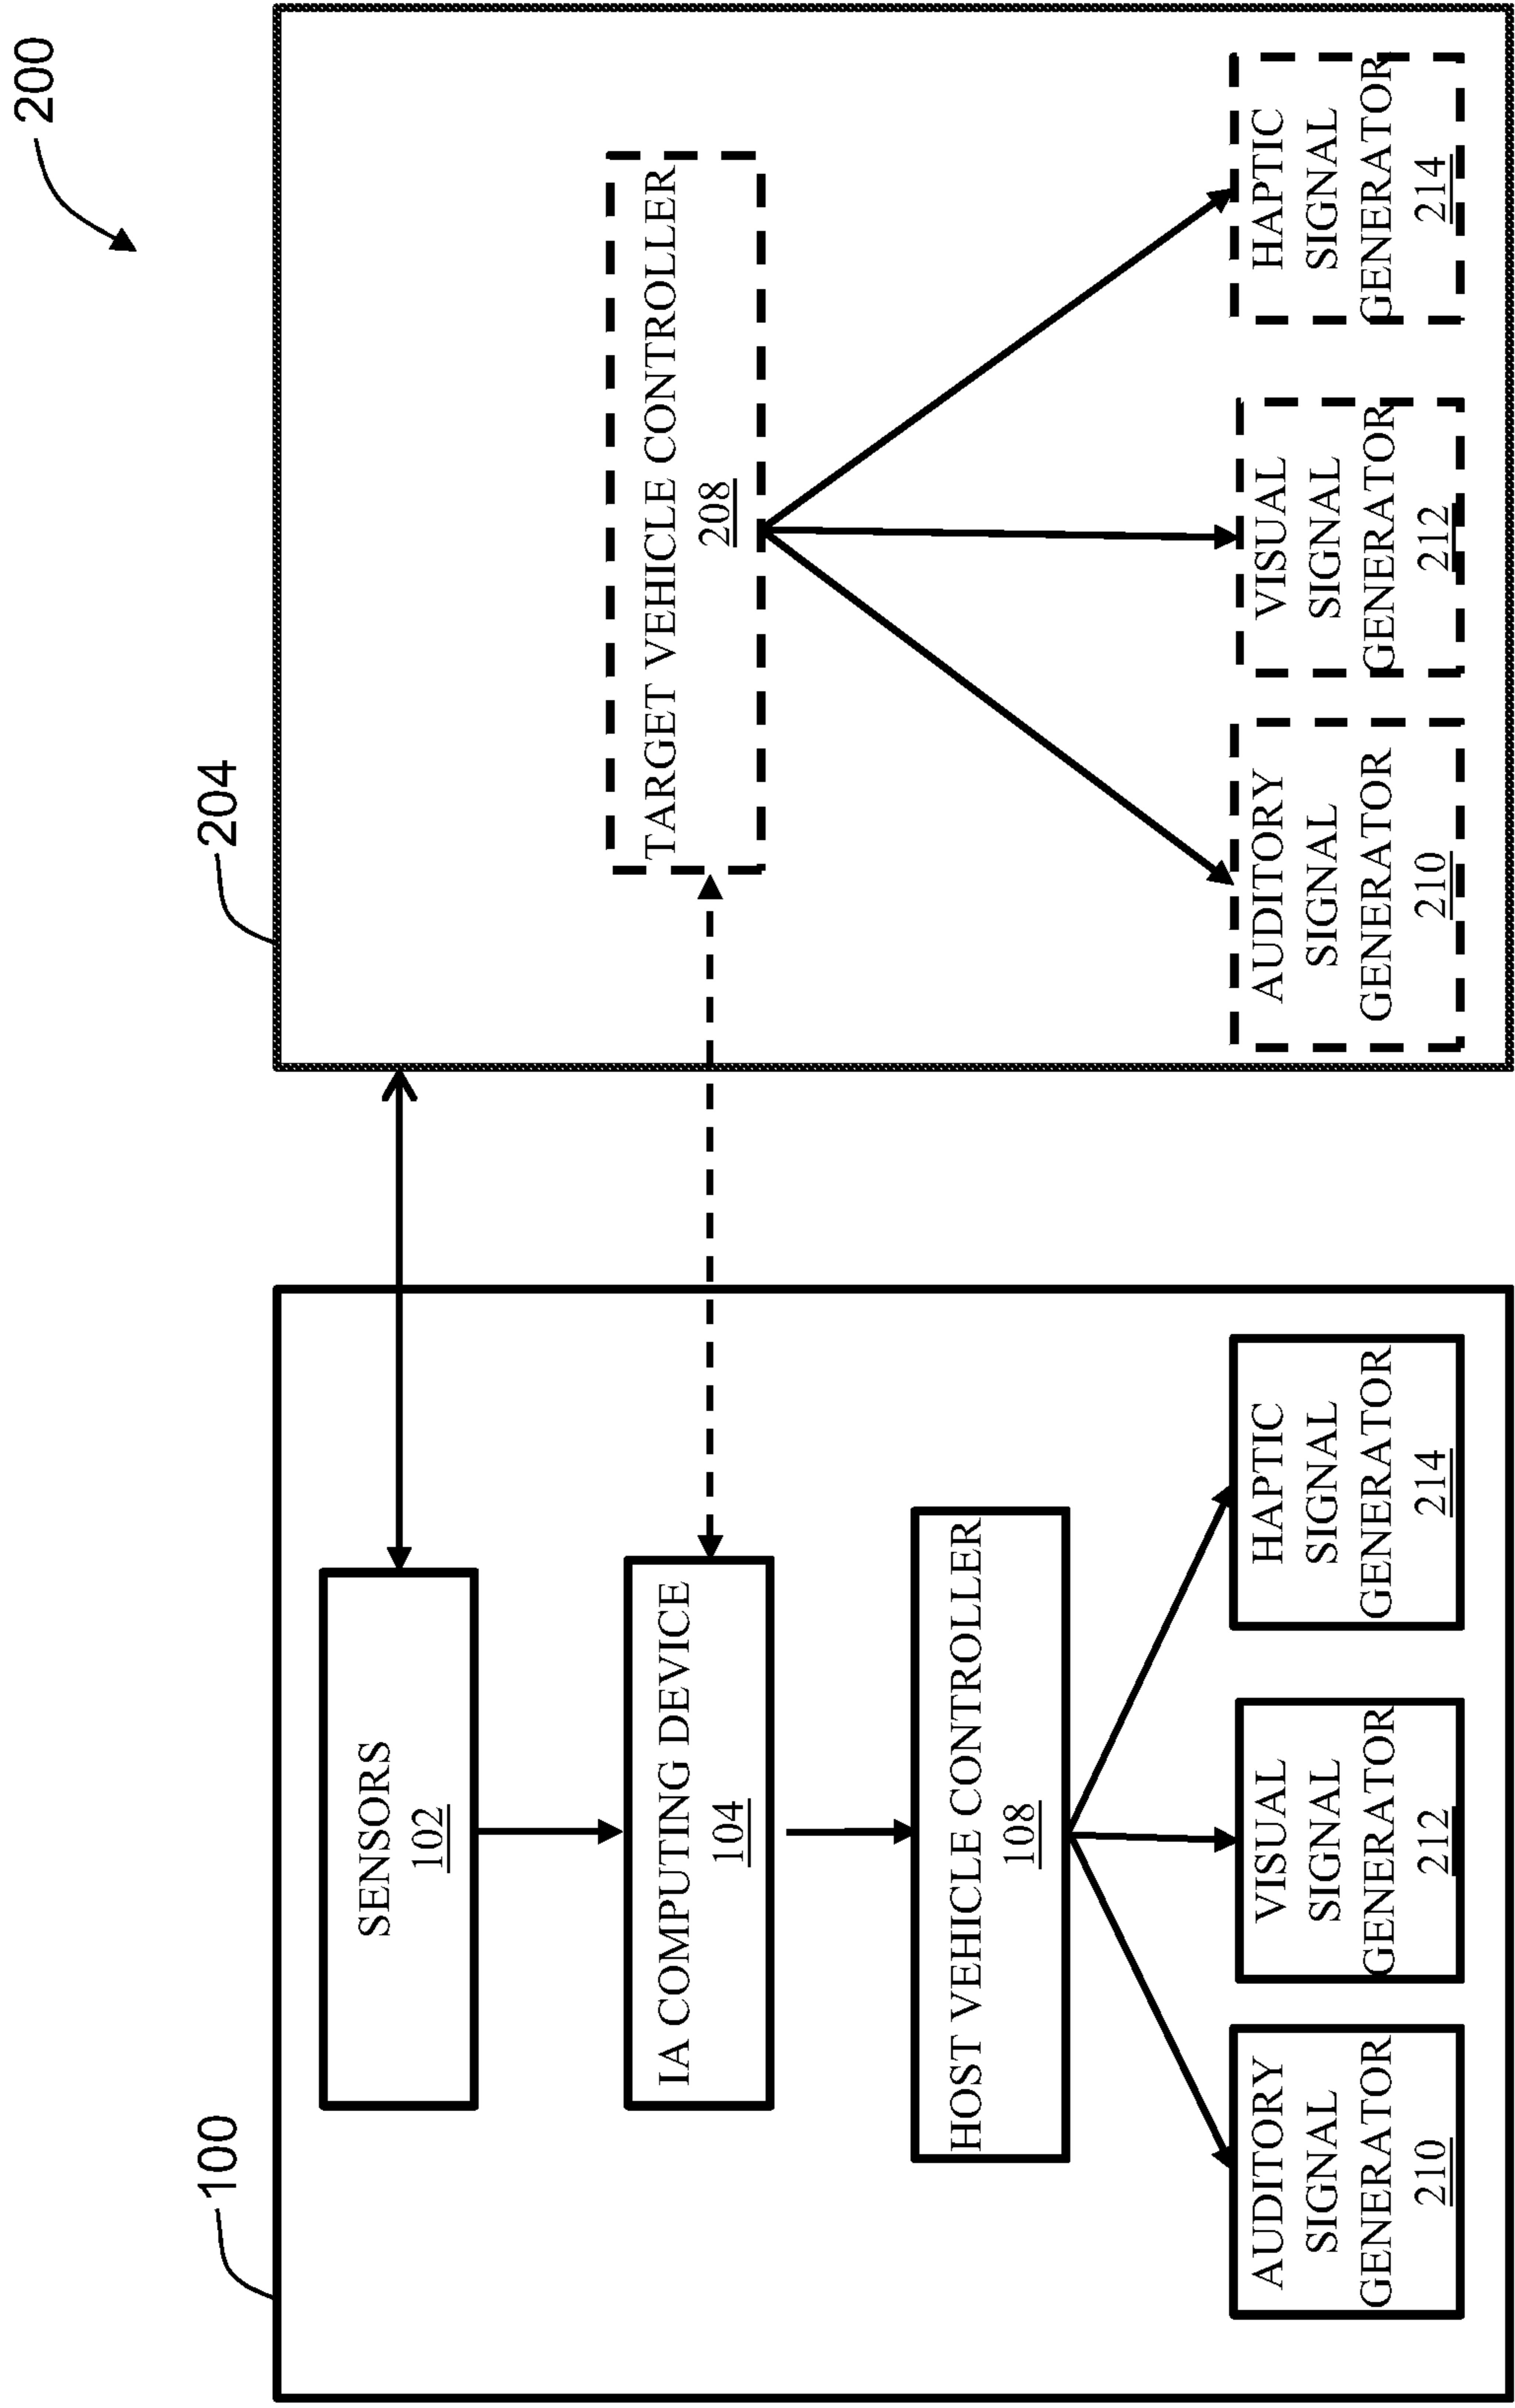 200
100
204
SENSORS
102
IA COMPUTING DEVICE
104
HOST VEHICLE CONTROLLER
108
AUDITORY
SIGNAL
GENERATOR
210
VISUAL
SIGNAL
GENERATOR
212
HAPTIC
SIGNAL
GENERATOR
214
TARGET VEHICLE CONTROLLER
208
AUDITORY
SIGNAL
GENERATOR
210
VISUAL
SIGNAL
GENERATOR
212
HAPTIC
SIGNAL
GENERATOR
214